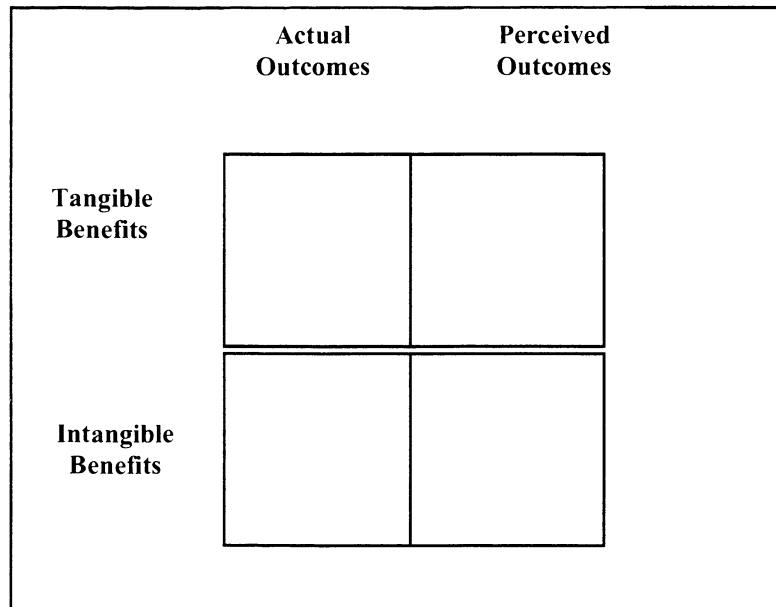 Actual
Outcomes
Perceived
Outcomes
Tangible
Benefits
Intangible
Benefits